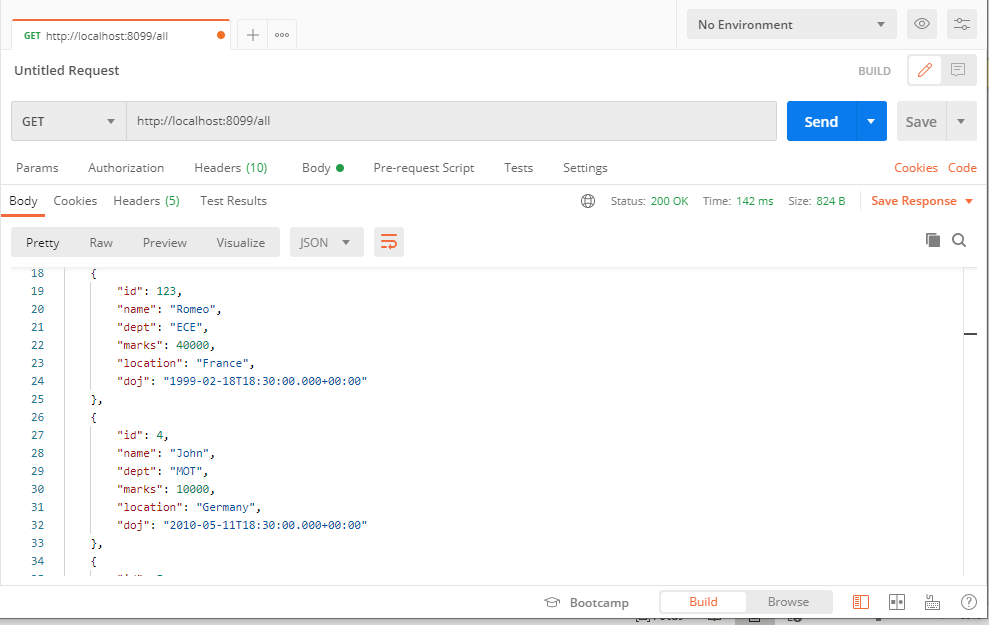 GET http://localhost:8099/all
No Environment
Untitled Request
BUILD
GET http://localhost:8099/all Send Save
Params Authorization Headers (10) Body Pre-request Script Tests Settings Cookies Code
Body Cookies Headers (5) Test Results Status: 200 OK Time: 142 ms Size: 824 B Save Response
Pretty Raw Preview Visualize JSON
18 {
19 "id": 123,
20 "name": "Romeo",
21 "dept": "ECE",
22 "marks": 40000,
23 "location": "France",
24 "doj": "1999-02-18T18:30:00.000+00:00"
25 },
26 {
27 "id": 4,
28 "name": "John",
29 "dept": "MOT",
30 "marks": 10000,
31 "location": "Germany",
32 "doj": "2010-05-11T18:30:00.000+00:00"
33 },
34 {
Bootcamp Build Browse